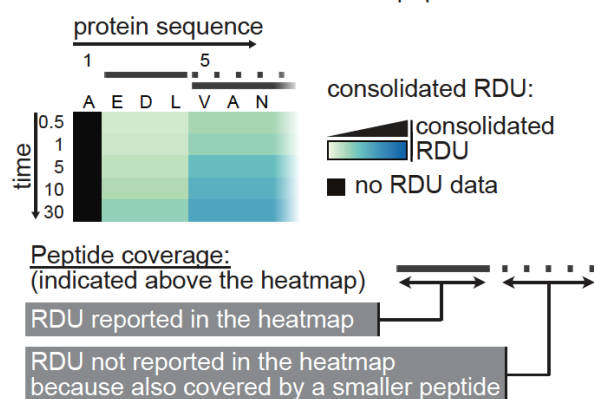 protein sequence
1 5
A E D L V A N
time
0.5
1
5
10
30
consolidated RDU:
consolidated
RDU
no RDU data
Peptide coverage:
(indicated above the heatmap)
RDU reported in the heatmap
RDU not reported in the heatmap
because also covered by a smaller peptide